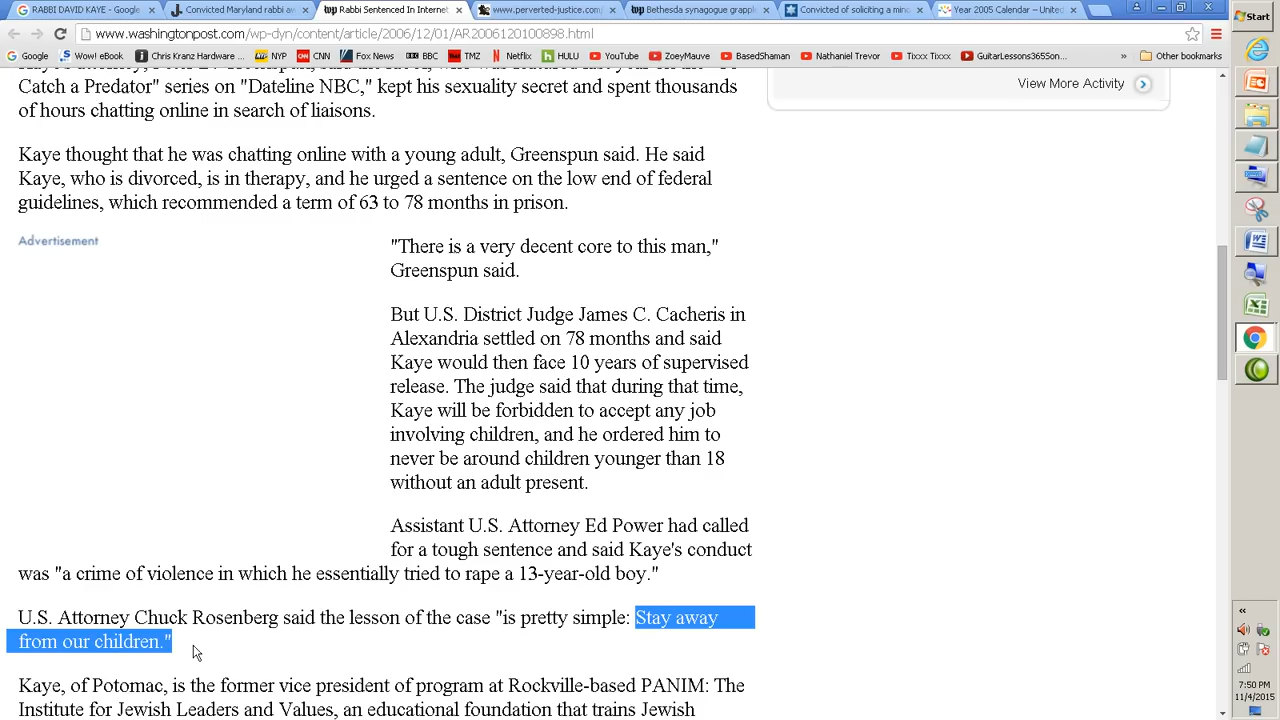 RABBI DAVID KAYE - Goog
Convicted Maryland rabbi aw
Rabbi Sentenced In Internet
www.perverted-justice.com/
Bethesda synagogue grappl
Convicted of soliciting a mino
Year 2005 Calendar – United
Start
www.washingtonpost.com/wp-dyn/content/article/2006/12/01/AR2006120100898.html
Google
Wow! eBook
Chris Kranz Hardware
NYP
CNN
Fox News
BBC
TMZ
Netflix
HULU
YouTube
ZoeyMauve
BasedShaman
Nathaniel Trevor
Tixxx Tixxx
GuitarLessons365Son
»
Other bookmarks
Catch a Predator" series on "Dateline NBC," kept his sexuality secret and spent thousands
of hours chatting online in search of liaisons.
View More Activity
Kaye thought that he was chatting online with a young adult, Greenspun said. He said
Kaye, who is divorced, is in therapy, and he urged a sentence on the low end of federal
guidelines, which recommended a term of 63 to 78 months in prison.
Advertisement
"There is a very decent core to this man,"
Greenspun said.
But U.S. District Judge James C. Cacheris in
Alexandria settled on 78 months and said
Kaye would then face 10 years of supervised
release. The judge said that during that time,
Kaye will be forbidden to accept any job
involving children, and he ordered him to
never be around children younger than 18
without an adult present.
Assistant U.S. Attorney Ed Power had called
for a tough sentence and said Kaye's conduct
was "a crime of violence in which he essentially tried to rape a 13-year-old boy."
U.S. Attorney Chuck Rosenberg said the lesson of the case "is pretty simple: Stay away
from our children."
Kaye, of Potomac, is the former vice president of program at Rockville-based PANIM: The
Institute for Jewish Leaders and Values, an educational foundation that trains Jewish
7:50 PM
11/4/2015